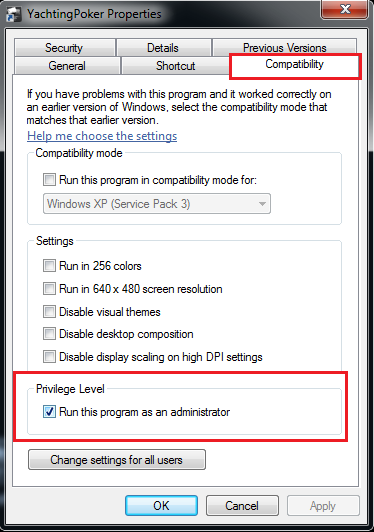 YachtingPoker Properties
Security Details Previous Versions
General Shortcut Compatibility
If you have problems with this program and it worked correctly on
an earlier version of Windows, select the compatibility mode that
matches that earlier version.
Help me choose the settings
Compatibility mode
Run this program in compatibility mode for:
Windows XP (Service Pack 3)
Settings
Run in 256 colors
Run in 640 x 480 screen resolution
Disable visual themes
Disable desktop composition
Disable display scaling on high DPI settings
Privilege Level
Run this program as an administrator
Change settings for all users
OK Cancel Apply